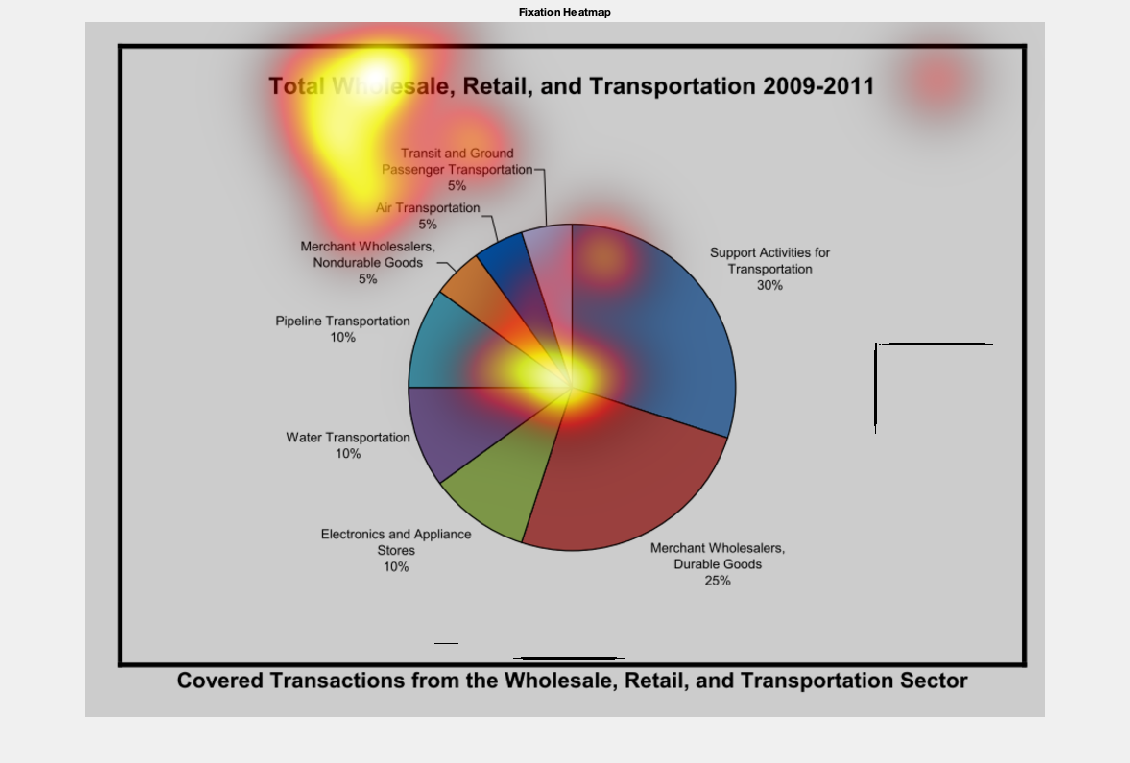 Fixation Heatmap
Total Wholesale, Retail, and Transportation 2009-2011
Transit and Ground
Passenger Transportation
5%
Air Transportation
5%
Merchant Wholesalers,
Nondurable Goods
5%
Support Activities for
Transportation
30%
Pipeline Transportation
10%
Water Transportation
10%
Electronics and Appliance
Stores
10%
Merchant Wholesalers,
Durable Goods
25%
Covered Transactions from the Wholesale, Retail, and Transportation Sector